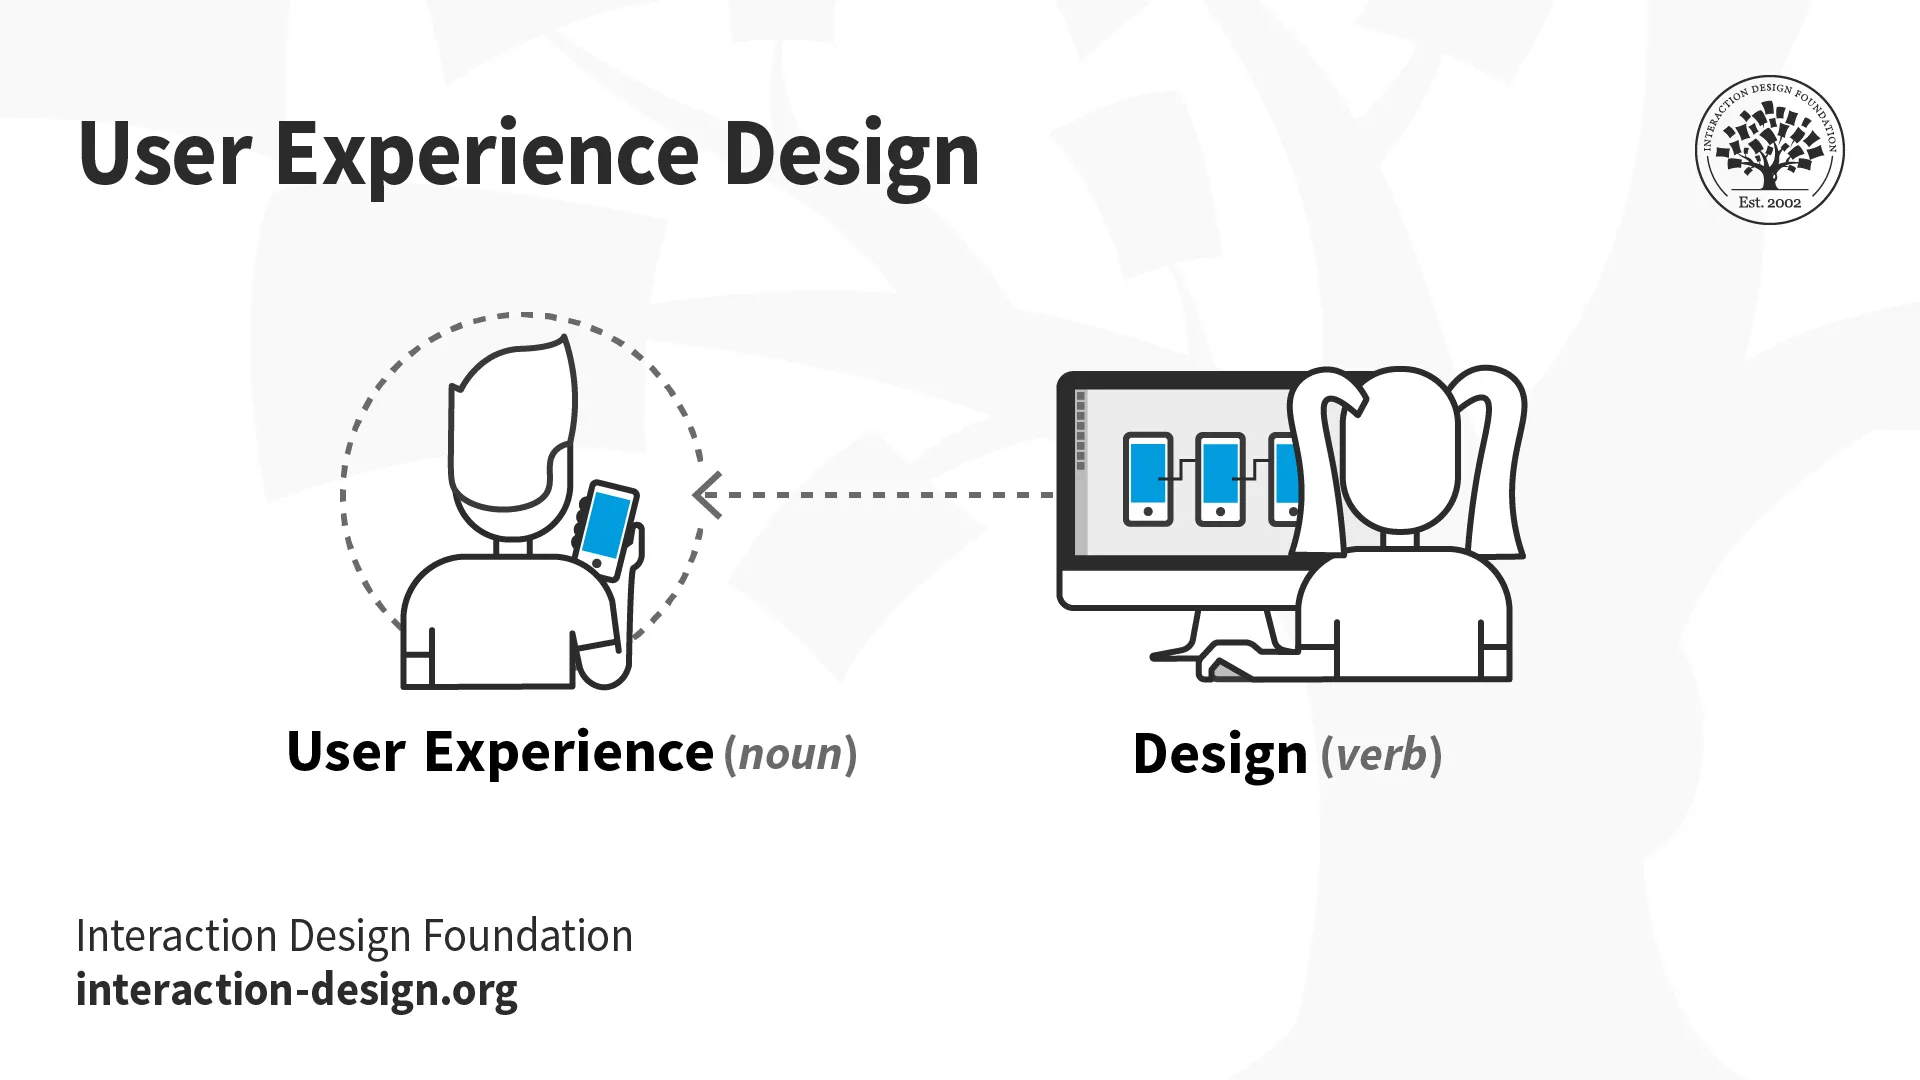 User Experience Design
INTERACTION DESIGN FOUNDATION
Est. 2002
User Experience (noun)
Design (verb)
Interaction Design Foundation
interaction-design.org